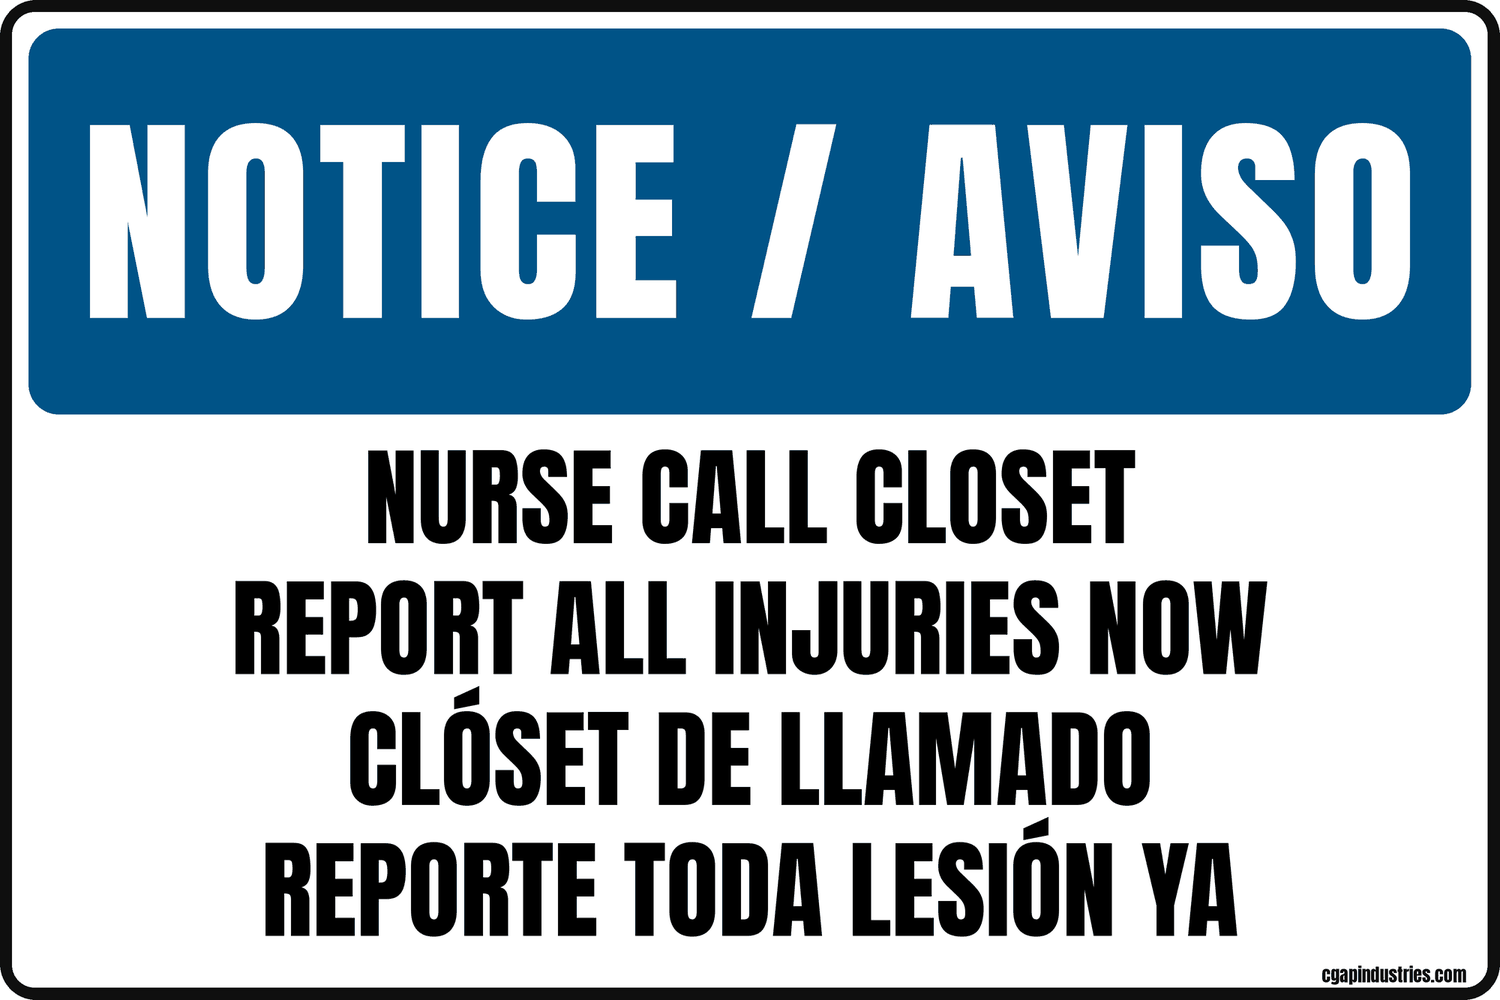 NOTICE / AVISO
NURSE CALL CLOSET
REPORT ALL INJURIES NOW
CLÓSET DE LLAMADO
REPORTE TODA LESIÓN YA
cgapindustries.com